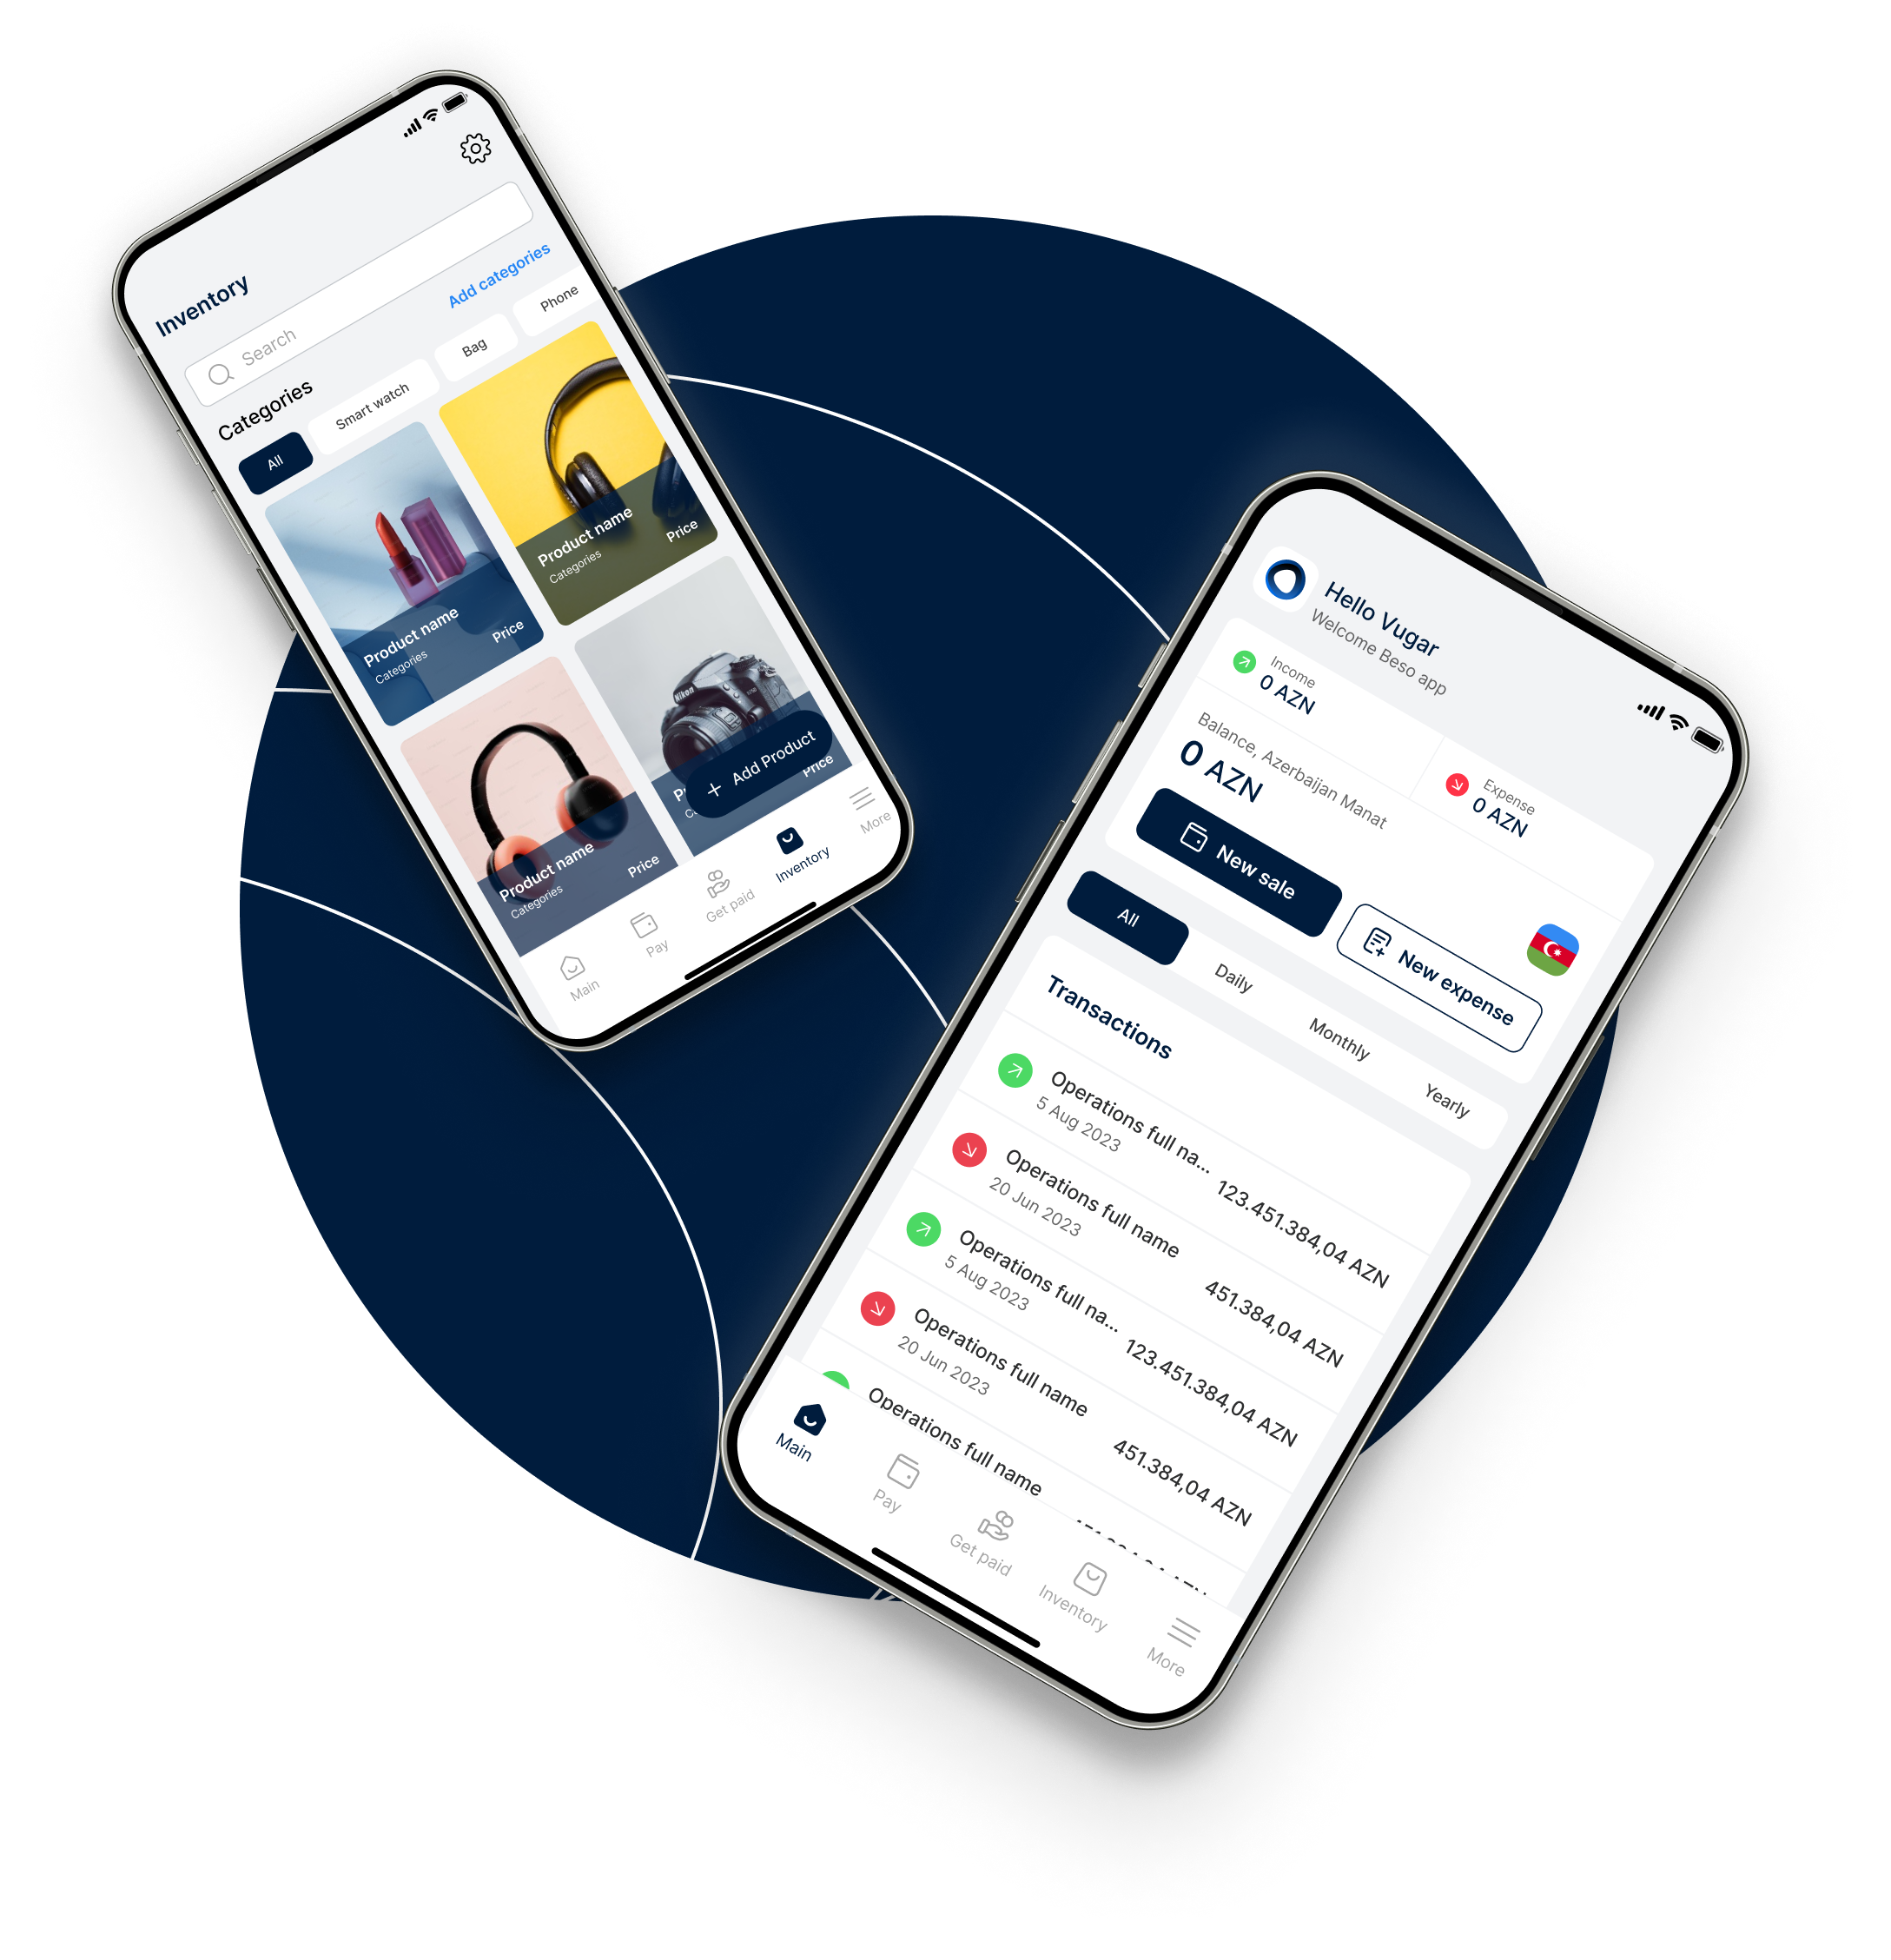 Inventory
Search
Categories
Add categories
All
Smart watch
Bag
Phone
Product name
Categories
Price
Product name
Categories
Price
Product name
Categories
Price
Nikon
Price
+ Add Product
Main
Pay
Get paid
Inventory
More
Hello Vugar
Welcome Beso app
Income
0 AZN
Expense
0 AZN
Balance, Azerbaijan Manat
0 AZN
New sale
New expense
All
Daily
Monthly
Yearly
Transactions
Operations full na...
5 Aug 2023
123.451.384,04 AZN
Operations full name
20 Jun 2023
451.384,04 AZN
Operations full na...
5 Aug 2023
123.451.384,04 AZN
Operations full name
20 Jun 2023
451.384,04 AZN
Operations full name
Main
Pay
Get paid
Inventory
More